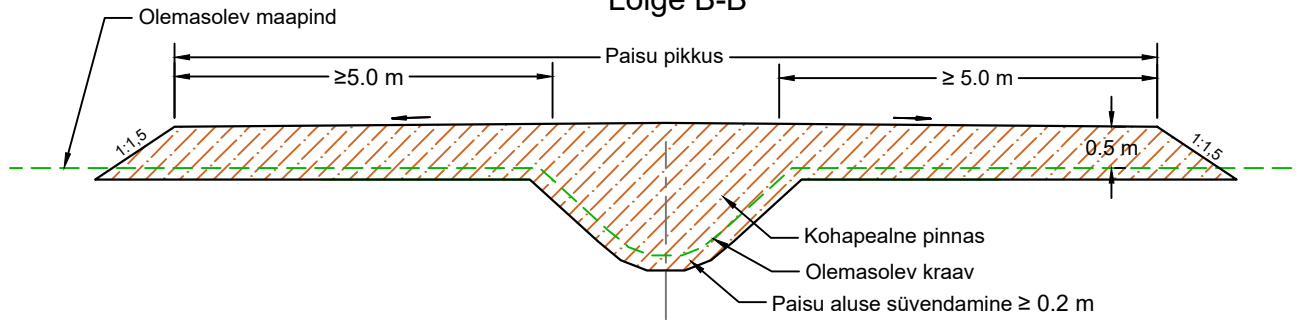 Lõige B-B
Olemasolev maapind
Paisu pikkus
≥5.0 m
≥ 5.0 m
1:1,5
0.5 m
1:1,5
Kohapealne pinnas
Olemasolev kraav
Paisu aluse süvendamine ≥ 0.2 m